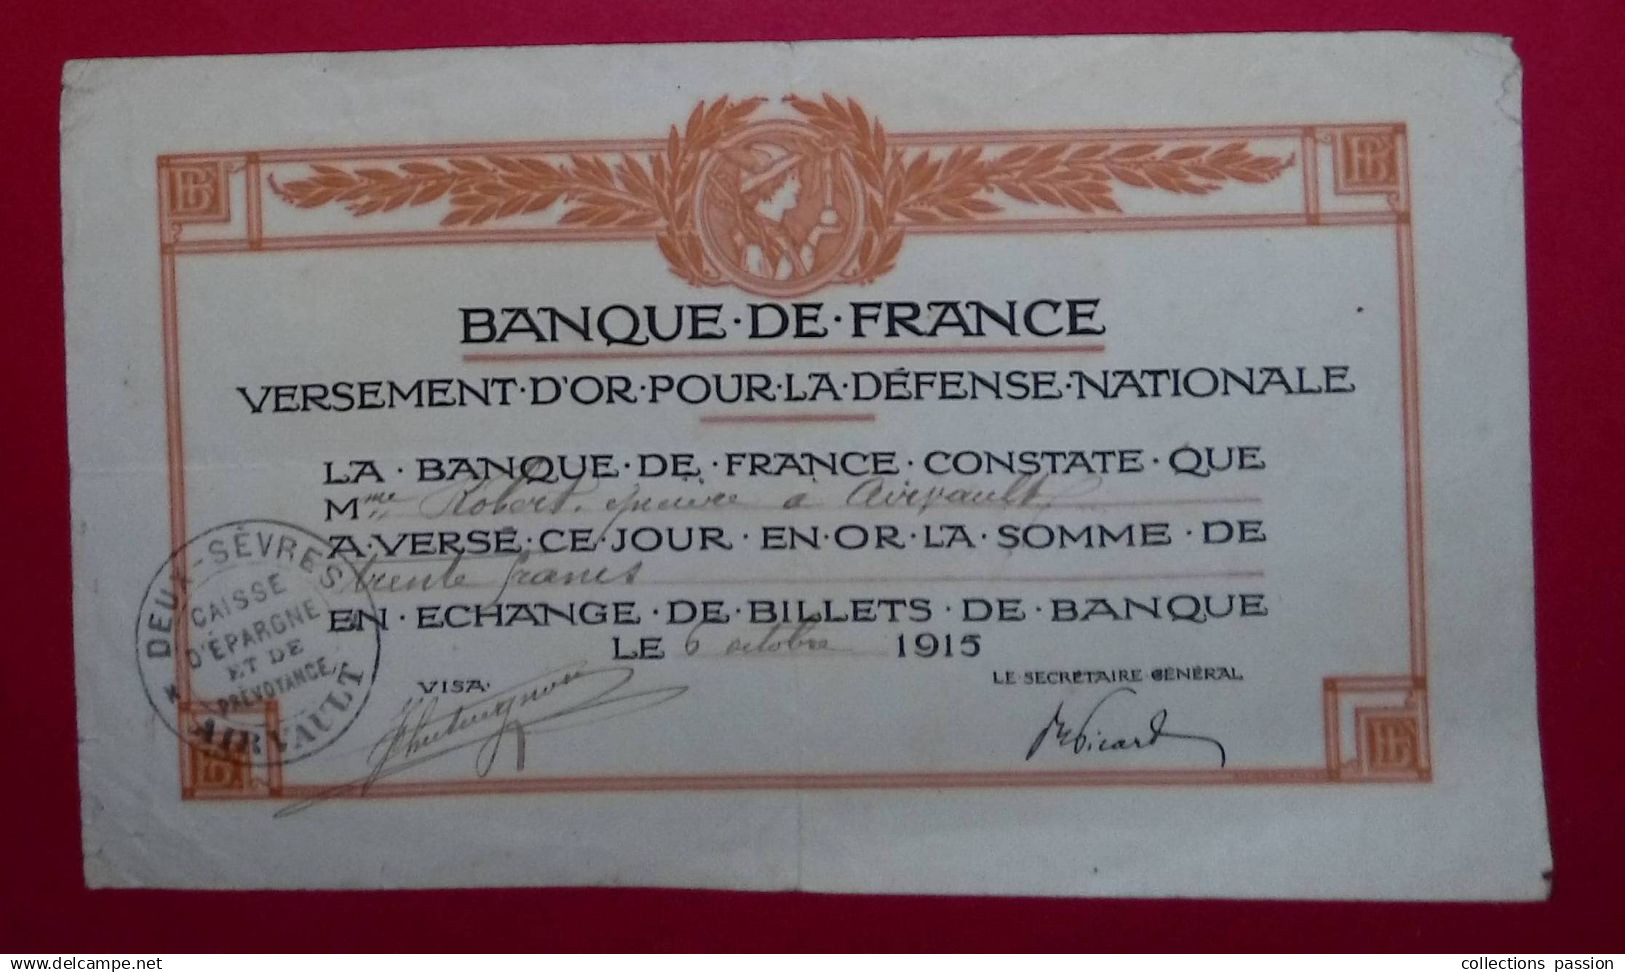 BANQUE·DE·FRANCE
VERSEMENT·D'OR·POUR·LA·DÉFENSE·NATIONALE
LA·BANQUE·DE·FRANCE·CONSTATE·QUE
Mme Robert, à Airvault
A·VERSÉ·CE·JOUR·EN·OR·LA·SOMME·DE
trente francs
EN·ECHANGE·DE·BILLETS·DE·BANQUE
LE 6 octobre 1915
VISA·
LE·SECRÉTAIRE·GÉNÉRAL
Picard
DEUX-SÈVRES
CAISSE
D'ÉPARGNE
ET DE
PRÉVOYANCE
AIRVAULT
www.delcampe.net
collections passion